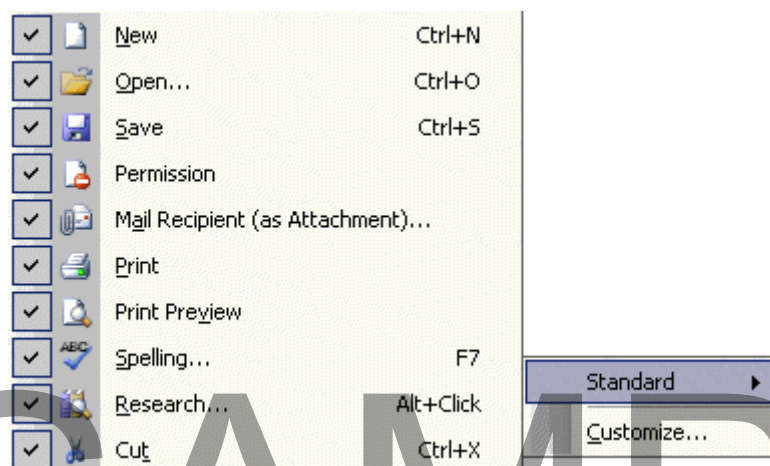 New Ctrl+N
Open... Ctrl+O
Save Ctrl+S
Permission
Mail Recipient (as Attachment)...
Print
Print Preview
ABC
Spelling... F7
Research... Alt+Click
Cut Ctrl+X
Standard
Customize...